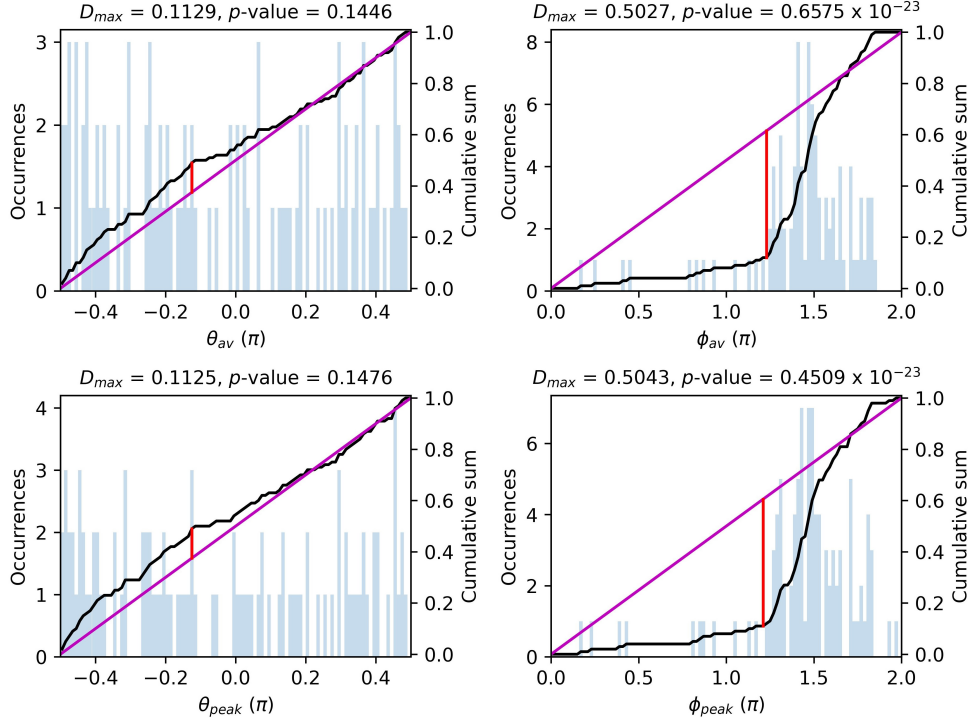 D_max = 0.1129, p-value = 0.1446
3
2
1
0
Occurrences
1.0
0.8
0.6
0.4
0.2
0.0
Cumulative sum
−0.4 −0.2 0.0 0.2 0.4
θ_av (π)
D_max = 0.5027, p-value = 0.6575 x 10^−23
8
6
4
2
0
Occurrences
1.0
0.8
0.6
0.4
0.2
0.0
Cumulative sum
0.0 0.5 1.0 1.5 2.0
ϕ_av (π)
D_max = 0.1125, p-value = 0.1476
4
3
2
1
0
Occurrences
1.0
0.8
0.6
0.4
0.2
0.0
Cumulative sum
−0.4 −0.2 0.0 0.2 0.4
θ_peak (π)
D_max = 0.5043, p-value = 0.4509 x 10^−23
6
4
2
0
Occurrences
1.0
0.8
0.6
0.4
0.2
0.0
Cumulative sum
0.0 0.5 1.0 1.5 2.0
ϕ_peak (π)